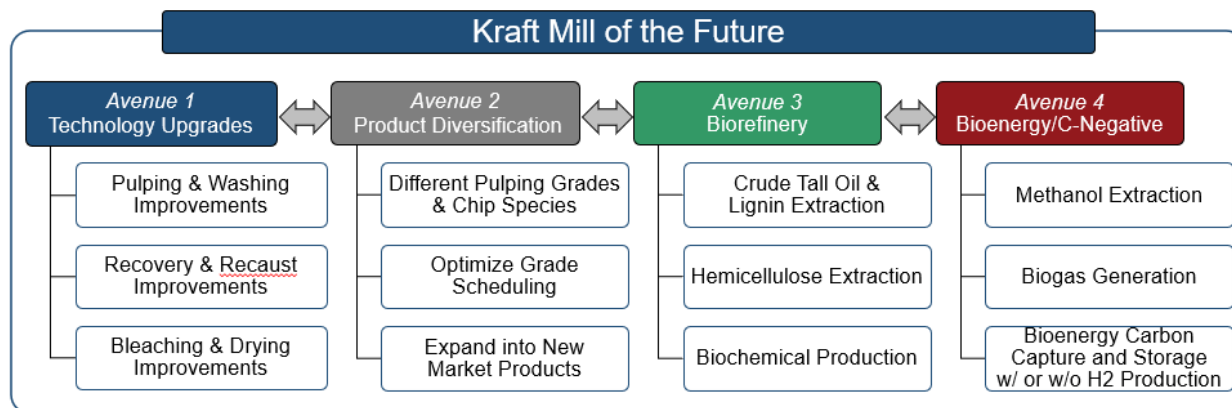 Kraft Mill of the Future
Avenue 1
Technology Upgrades
Pulping & Washing
Improvements
Recovery & Recaust
Improvements
Bleaching & Drying
Improvements
Avenue 2
Product Diversification
Different Pulping Grades
& Chip Species
Optimize Grade
Scheduling
Expand into New
Market Products
Avenue 3
Biorefinery
Crude Tall Oil &
Lignin Extraction
Hemicellulose Extraction
Biochemical Production
Avenue 4
Bioenergy/C-Negative
Methanol Extraction
Biogas Generation
Bioenergy Carbon
Capture and Storage
w/ or w/o H2 Production